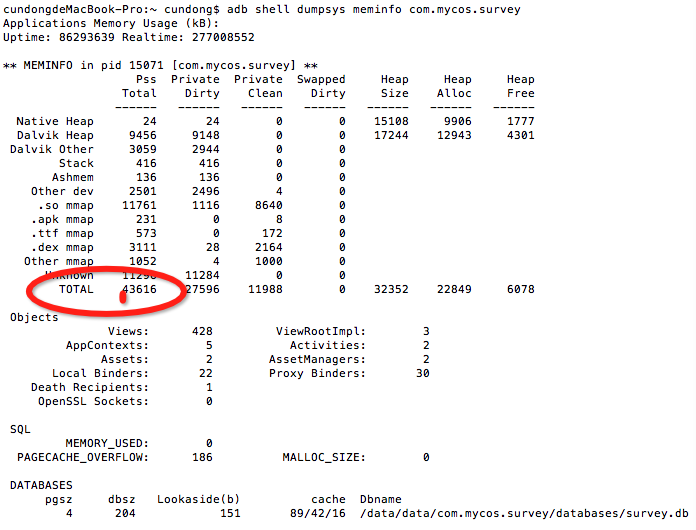 cundongdeMacBook-Pro:~ cundong$ adb shell dumpsys meminfo com.mycos.survey
Applications Memory Usage (kB):
Uptime: 86293639 Realtime: 277008552
** MEMINFO in pid 15071 [com.mycos.survey] **
Pss Private Private Swapped Heap Heap Heap
Total Dirty Clean Dirty Size Alloc Free
------ ------ ------ ------ ------ ------ ------
Native Heap 24 24 0 0 15108 9906 1777
Dalvik Heap 9456 9148 0 0 17244 12943 4301
Dalvik Other 3059 2944 0 0
Stack 416 416 0 0
Ashmem 136 136 0 0
Other dev 2501 2496 4 0
.so mmap 11761 1116 8640 0
.apk mmap 231 0 8 0
.ttf mmap 573 0 172 0
.dex mmap 3111 28 2164 0
Other mmap 1052 4 1000 0
Unknown 11296 11284 0 0
TOTAL 43616 27596 11988 0 32352 22849 6078
Objects
Views: 428 ViewRootImpl: 3
AppContexts: 5 Activities: 2
Assets: 2 AssetManagers: 2
Local Binders: 22 Proxy Binders: 30
Death Recipients: 1
OpenSSL Sockets: 0
SQL
MEMORY_USED: 0
PAGECACHE_OVERFLOW: 186 MALLOC_SIZE: 0
DATABASES
pgsz dbsz Lookaside(b) cache Dbname
4 204 151 89/42/16 /data/data/com.mycos.survey/databases/survey.db